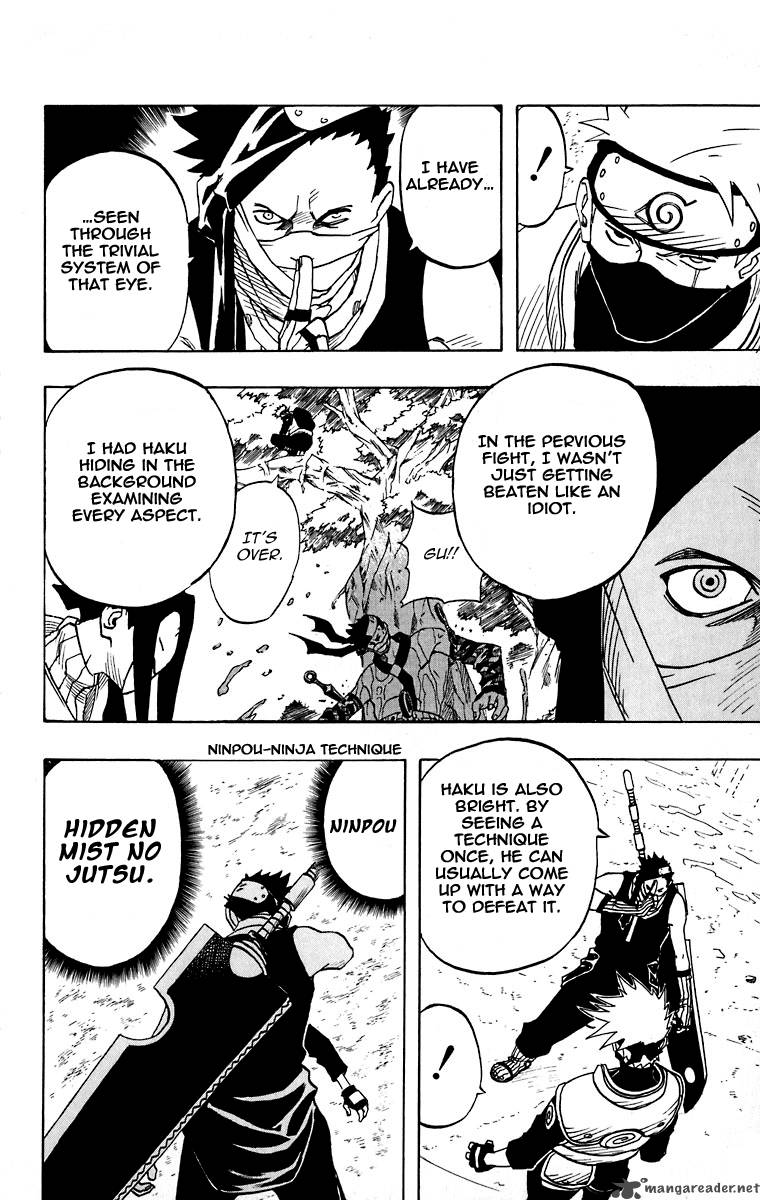 !
I HAVE
ALREADY...
...SEEN
THROUGH
THE TRIVIAL
SYSTEM OF
THAT EYE.
IN THE PERVIOUS
FIGHT, I WASN'T
JUST GETTING
BEATEN LIKE AN
IDIOT.
GU!!
IT'S
OVER.
I HAD HAKU
HIDING IN THE
BACKGROUND
EXAMINING
EVERY ASPECT.
HAKU IS ALSO
BRIGHT. BY
SEEING A
TECHNIQUE
ONCE, HE CAN
USUALLY COME
UP WITH A WAY
TO DEFEAT IT.
!
NINPOU-NINJA TECHNIQUE
NINPOU
HIDDEN
MIST NO
JUTSU.
mangareader.net